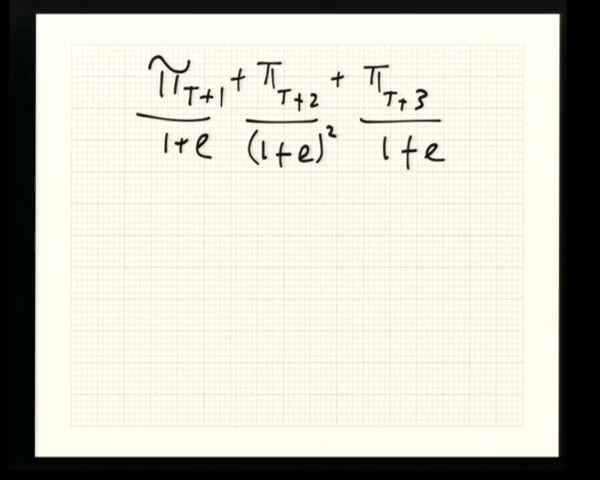 π_{T+1} + π_{T+2} + π_{T+3}
1+e (1+e)² 1+e